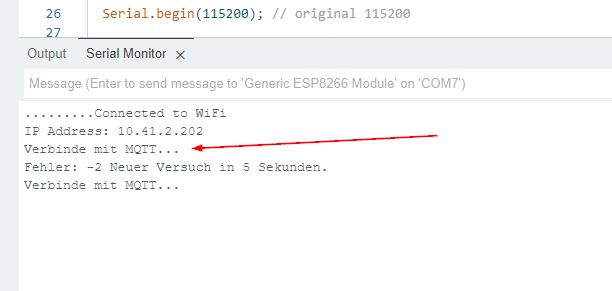 26 Serial.begin(115200); // original 115200
27
Output Serial Monitor ×
Message (Enter to send message to 'Generic ESP8266 Module' on 'COM7')
.........Connected to WiFi
IP Address: 10.41.2.202
Verbinde mit MQTT...
Fehler: -2 Neuer Versuch in 5 Sekunden.
Verbinde mit MQTT...